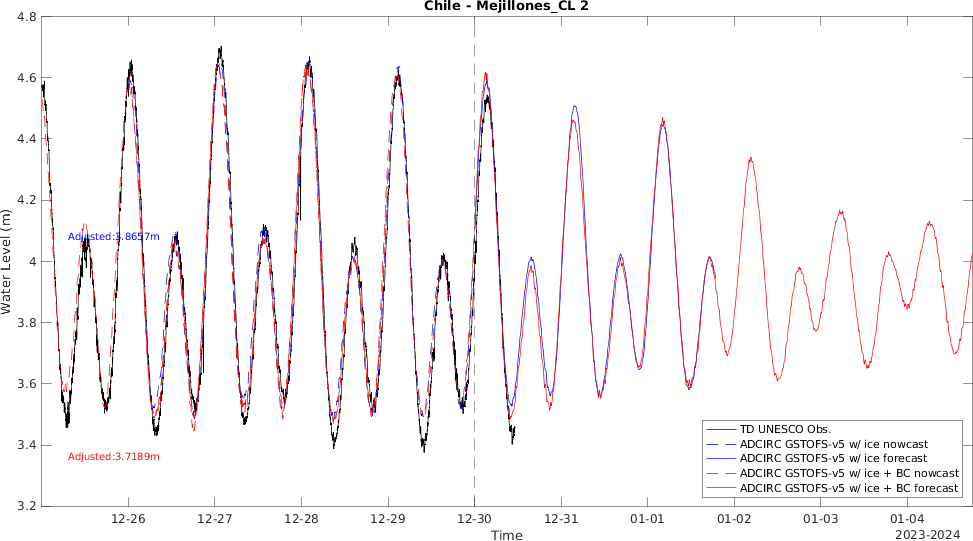 Chile - Mejillones_CL 2
4.8
4.6
4.4
4.2
4
3.8
3.6
3.4
3.2
Water Level (m)
Adjusted:3.8657m
Adjusted:3.7189m
TD UNESCO Obs.
ADCIRC GSTOFS-v5 w/ ice nowcast
ADCIRC GSTOFS-v5 w/ ice forecast
ADCIRC GSTOFS-v5 w/ ice + BC nowcast
ADCIRC GSTOFS-v5 w/ ice + BC forecast
12-26 12-27 12-28 12-29 12-30 12-31 01-01 01-02 01-03 01-04
Time
2023-2024